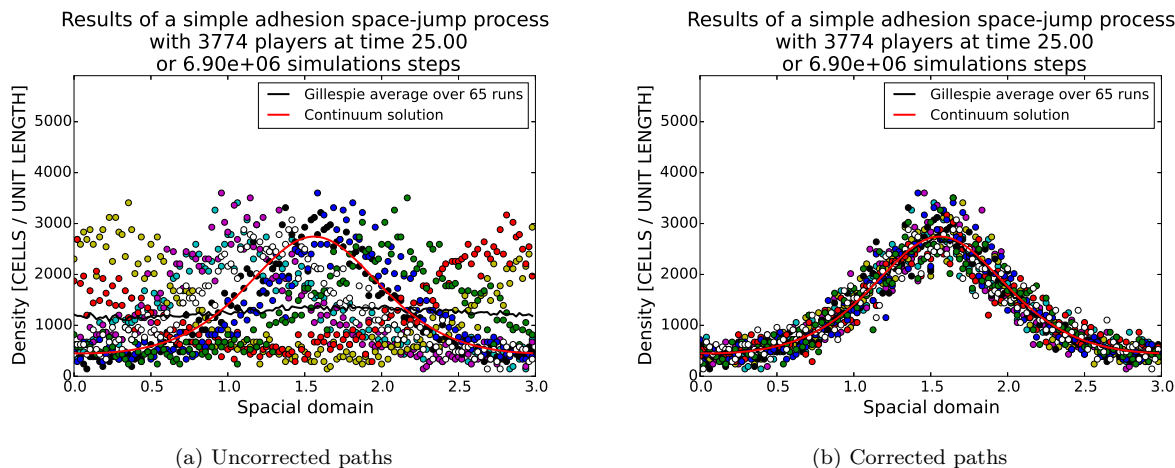 Results of a simple adhesion space-jump process
with 3774 players at time 25.00
or 6.90e+06 simulations steps
Density [CELLS / UNIT LENGTH]
5000
4000
3000
2000
1000
0
Gillespie average over 65 runs
Continuum solution
0.0 0.5 1.0 1.5 2.0 2.5 3.0
Spacial domain
(a) Uncorrected paths
Results of a simple adhesion space-jump process
with 3774 players at time 25.00
or 6.90e+06 simulations steps
Density [CELLS / UNIT LENGTH]
5000
4000
3000
2000
1000
0
Gillespie average over 65 runs
Continuum solution
0.0 0.5 1.0 1.5 2.0 2.5 3.0
Spacial domain
(b) Corrected paths